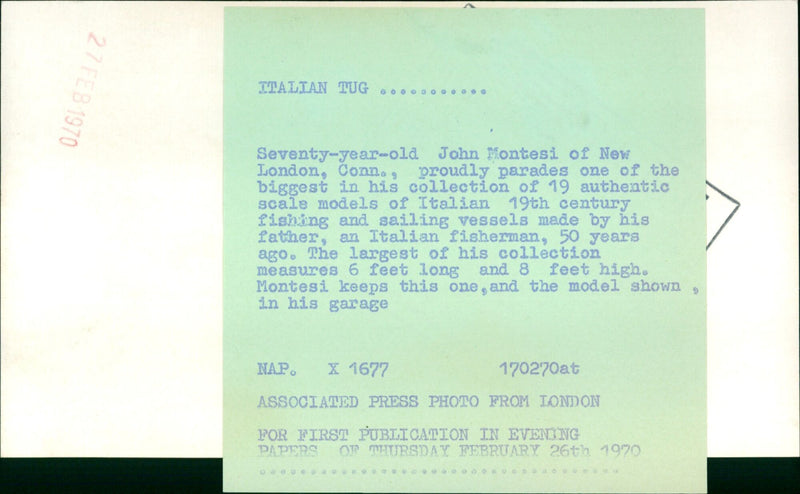 27 FEB 1970
ITALIAN TUG ...........
Seventy-year-old John Montesi of New
London, Conn., proudly parades one of the
biggest in his collection of 19 authentic
scale models of Italian 19th century
fishing and sailing vessels made by his
father, an Italian fisherman, 50 years
ago. The largest of his collection
measures 6 feet long and 8 feet high.
Montesi keeps this one,and the model shown ,
in his garage
NAP. X 1677 170270at
ASSOCIATED PRESS PHOTO FROM LONDON
FOR FIRST PUBLICATION IN EVENING
PAPERS OF THURSDAY FEBRUARY 26th 1970
...................................